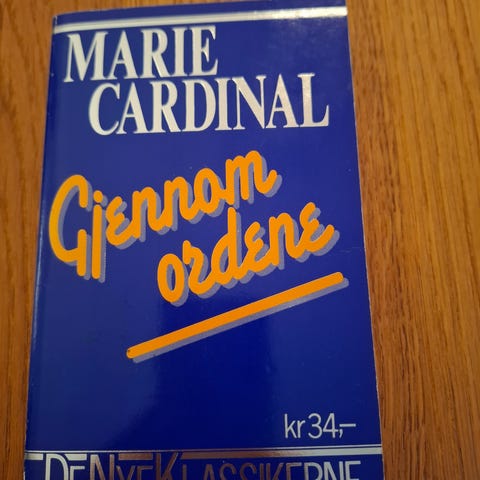 MARIE
CARDINAL
Gjennom
ordene
kr 34,-
DE NYE KLASSIKERNE